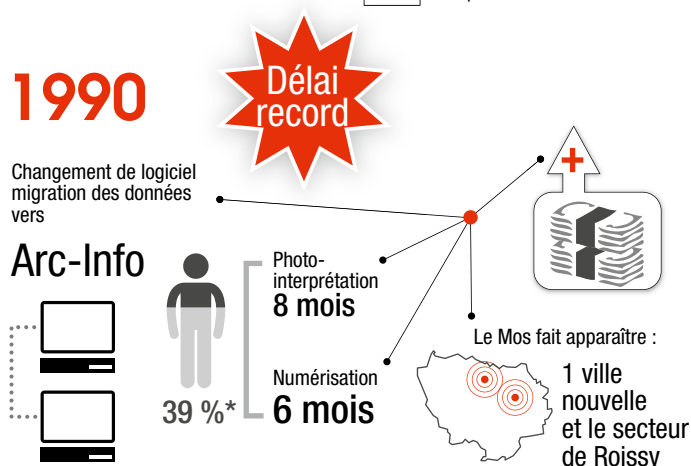 1990
Délai
record
Changement de logiciel
migration des données
vers
Arc-Info
+
Photo-
interprétation
8 mois
39 %*
Numérisation
6 mois
Le Mos fait apparaître :
1 ville
nouvelle
et le secteur
de Roissy